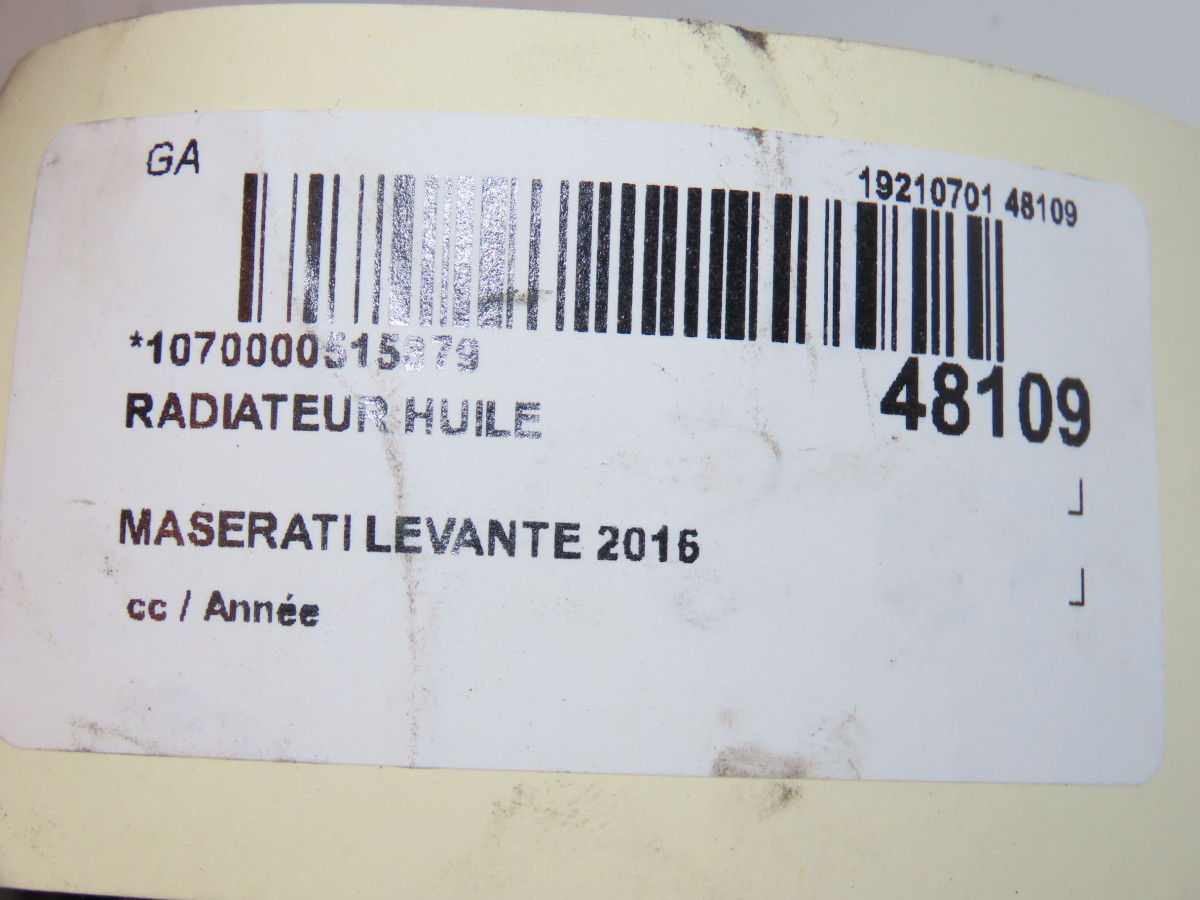 GA
19210701 48109
*1070000515879
48109
RADIATEUR HUILE
MASERATI LEVANTE 2016
cc / Année